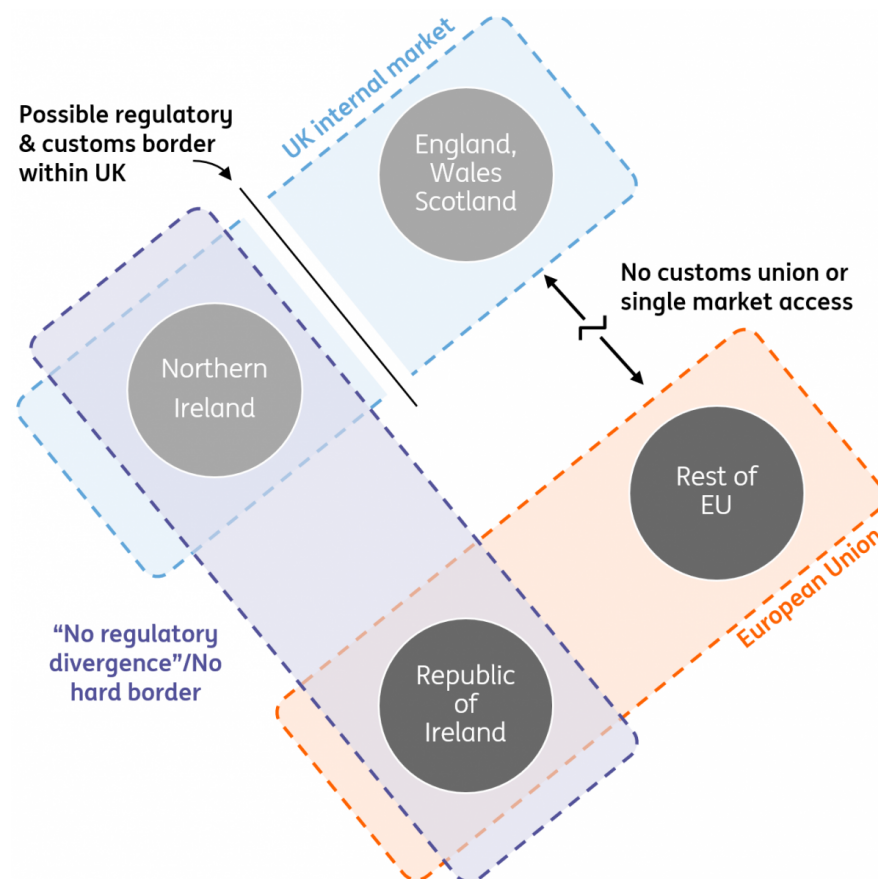 UK internal market
Possible regulatory
& customs border
within UK
England,
Wales
Scotland
No customs union or
single market access
Northern
Ireland
Rest of
EU
European Union
"No regulatory
divergence"/No
hard border
Republic
of
Ireland